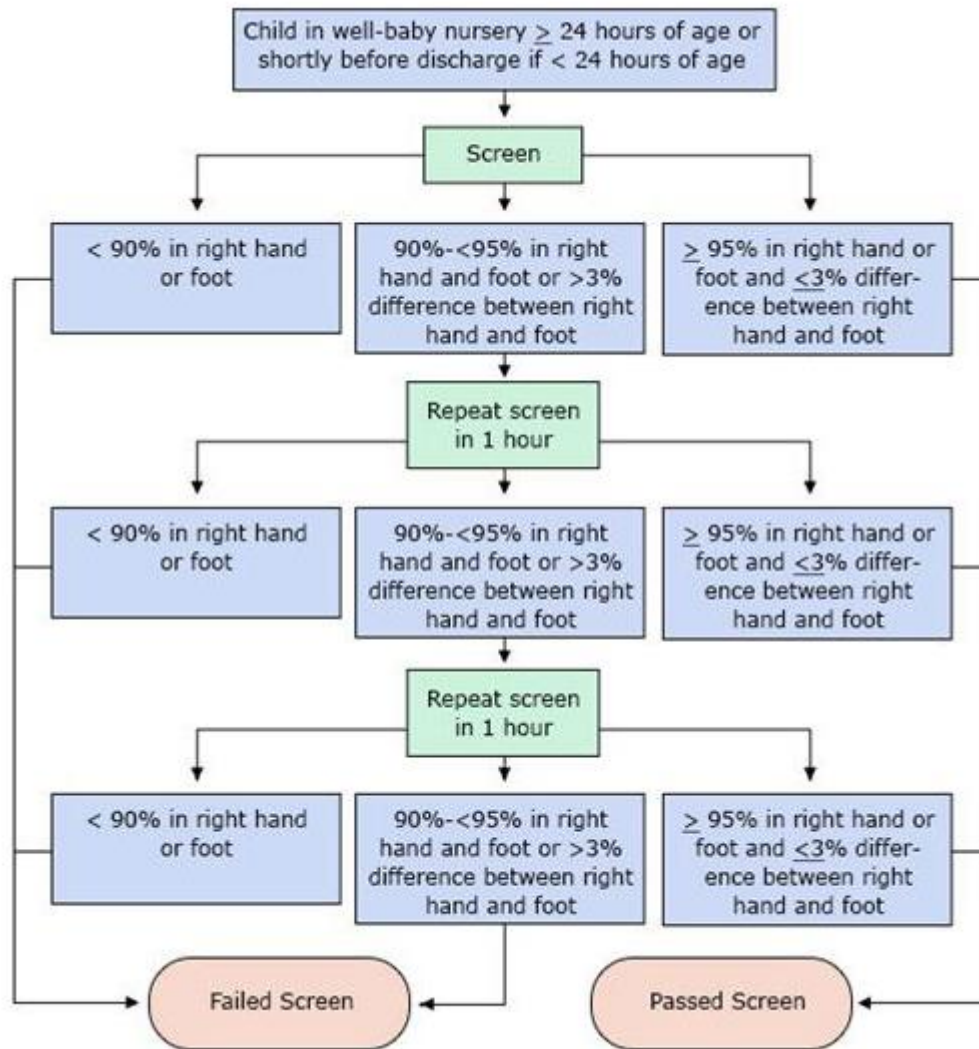 Child in well-baby nursery ≥ 24 hours of age or
shortly before discharge if < 24 hours of age
Screen
< 90% in right hand
or foot
90%-<95% in right
hand and foot or >3%
difference between right
hand and foot
≥ 95% in right hand or
foot and ≤3% differ-
ence between right
hand and foot
Repeat screen
in 1 hour
< 90% in right hand
or foot
90%-<95% in right
hand and foot or >3%
difference between right
hand and foot
≥ 95% in right hand or
foot and ≤3% differ-
ence between right
hand and foot
Repeat screen
in 1 hour
< 90% in right hand
or foot
90%-<95% in right
hand and foot or >3%
difference between right
hand and foot
≥ 95% in right hand or
foot and ≤3% differ-
ence between right
hand and foot
Failed Screen
Passed Screen